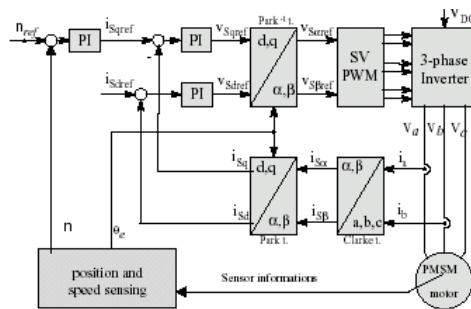 n_ref
PI
i_Sqref
PI
v_Sqref
Park⁻¹ t.
d,q
α,β
v_Sαref
SV
PWM
V_DC
3-phase
Inverter
i_Sdref
PI
v_Sdref
v_Sβref
V_a V_b V_c
i_Sq
d,q
α,β
Park t.
i_Sα
α,β
a,b,c
Clarke t.
i_a
i_Sd
i_Sβ
i_b
n
θ_e
position and
speed sensing
Sensor informations
PMSM
motor